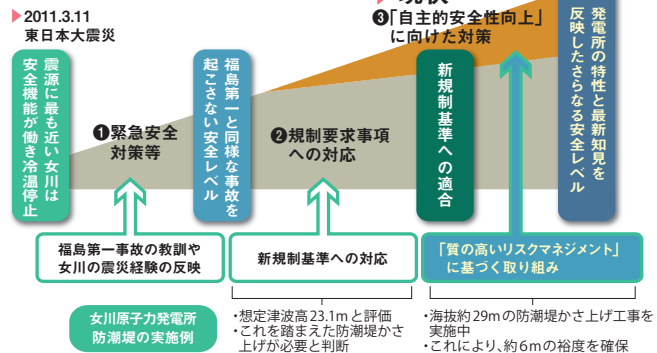 ▶2011.3.11
東日本大震災
震源に最も近い女川は
安全機能が働き冷温停止
❶緊急安全
対策等
福島第一と同様な事故を
起こさない安全レベル
❷規制要求事項
への対応
❸「自主的安全性向上」
に向けた対策
新規制基準への適合
発電所の特性と最新知見を
反映したさらなる安全レベル
福島第一事故の教訓や
女川の震災経験の反映
新規制基準への対応
「質の高いリスクマネジメント」
に基づく取り組み
女川原子力発電所
防潮堤の実施例
・想定津波高23.1mと評価
・これを踏まえた防潮堤かさ
上げが必要と判断
・海抜約29mの防潮堤かさ上げ工事を
実施中
・これにより、約6mの裕度を確保